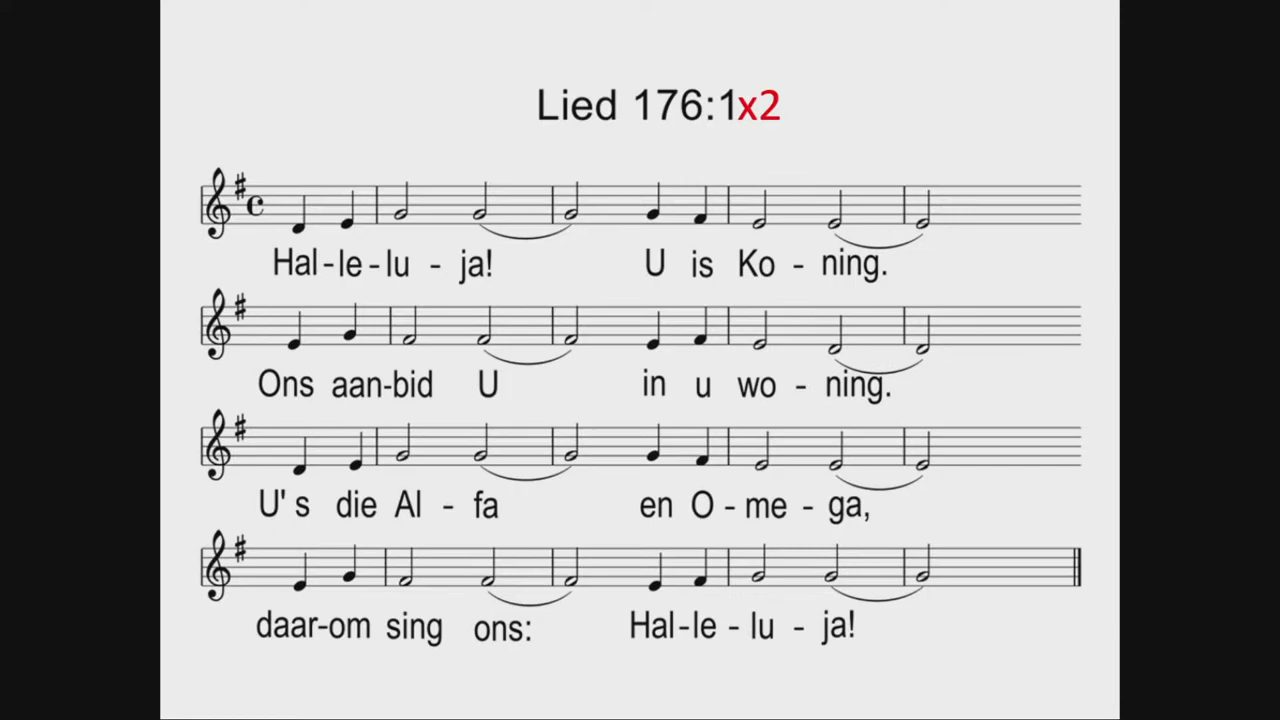 Lied 176:1x2
Hal-le-lu-ja! U is Ko-ning.
Ons aan-bid U in u wo-ning.
U's die Al-fa en O-me-ga,
daar-om sing ons: Hal-le-lu-ja!